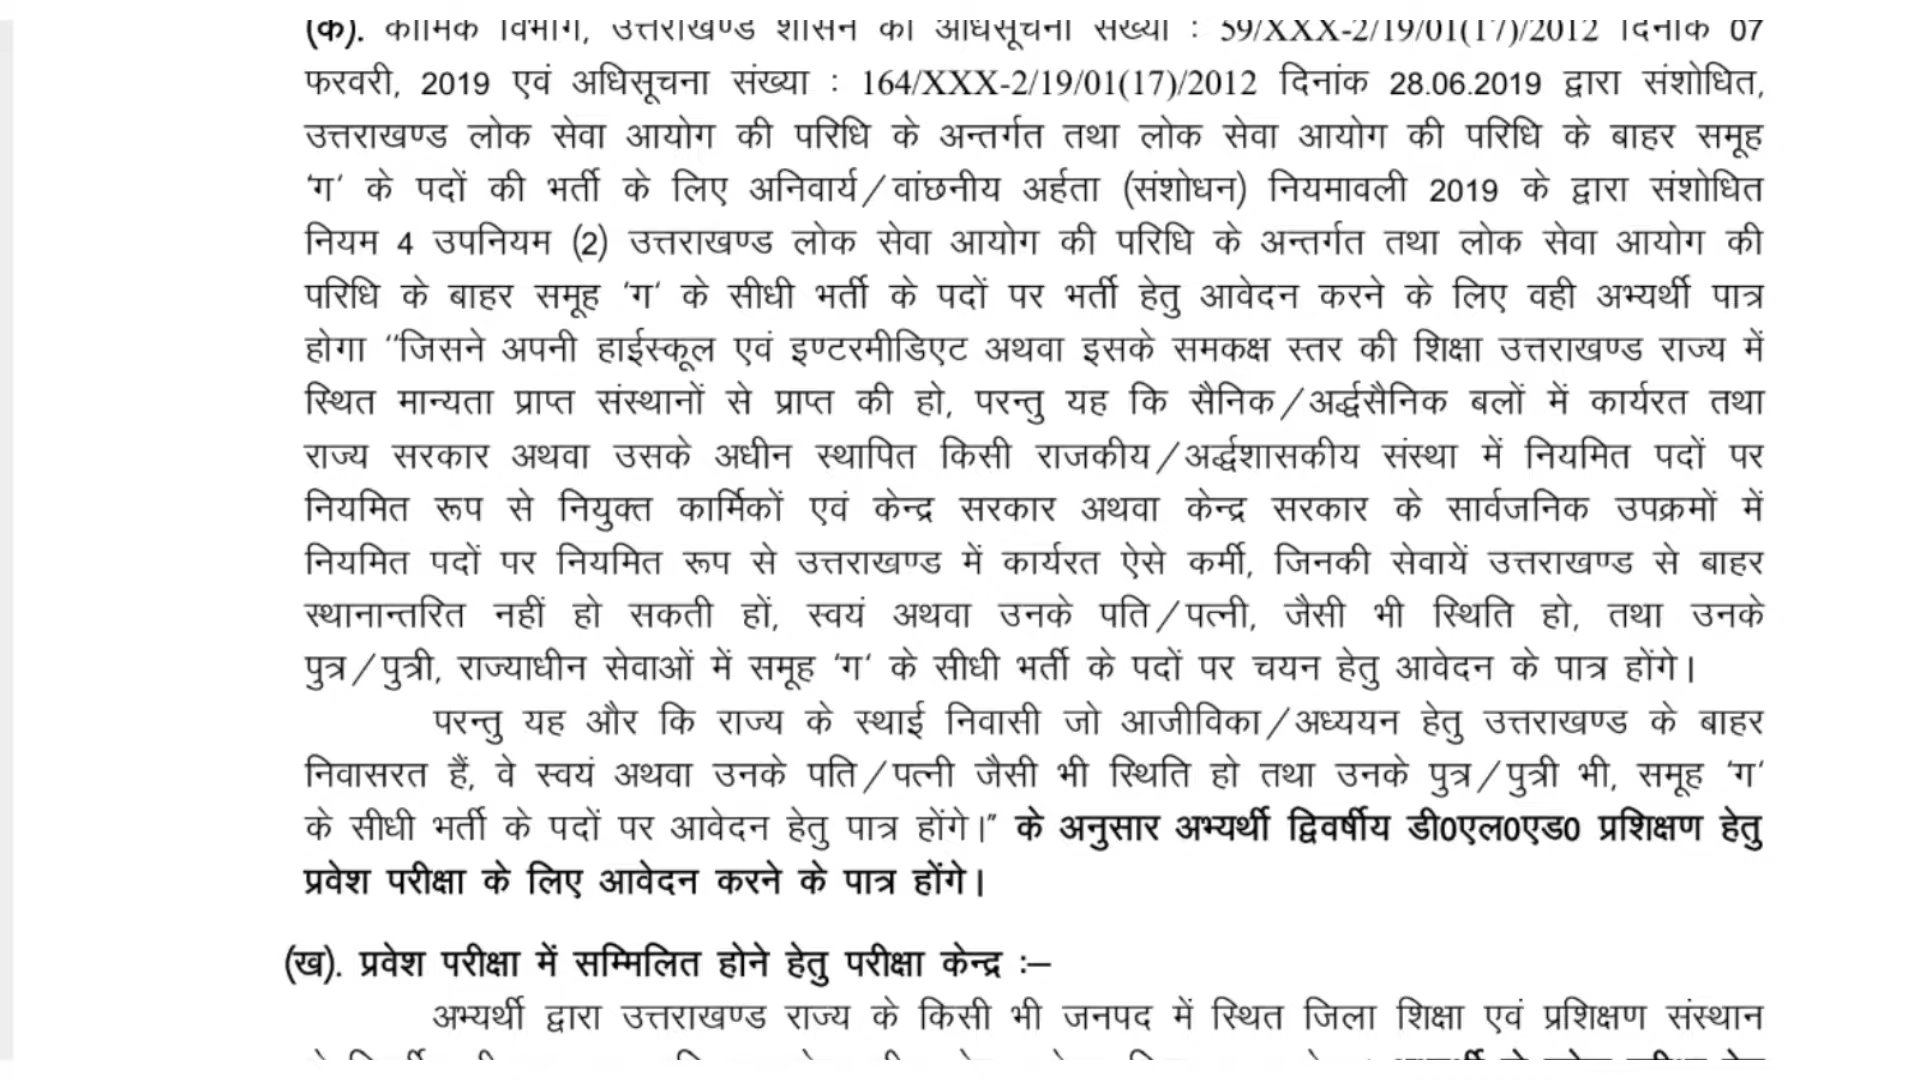 (क). कार्मिक विभाग, उत्तराखण्ड शासन की अधिसूचना संख्या : 59/XXX-2/19/01(17)/2012 दिनांक 07
फरवरी, 2019 एवं अधिसूचना संख्या : 164/XXX-2/19/01(17)/2012 दिनांक 28.06.2019 द्वारा संशोधित,
उत्तराखण्ड लोक सेवा आयोग की परिधि के अन्तर्गत तथा लोक सेवा आयोग की परिधि के बाहर समूह
'ग' के पदों की भर्ती के लिए अनिवार्य/वांछनीय अर्हता (संशोधन) नियमावली 2019 के द्वारा संशोधित
नियम 4 उपनियम (2) उत्तराखण्ड लोक सेवा आयोग की परिधि के अन्तर्गत तथा लोक सेवा आयोग की
परिधि के बाहर समूह 'ग' के सीधी भर्ती के पदों पर भर्ती हेतु आवेदन करने के लिए वही अभ्यर्थी पात्र
होगा "जिसने अपनी हाईस्कूल एवं इण्टरमीडिएट अथवा इसके समकक्ष स्तर की शिक्षा उत्तराखण्ड राज्य में
स्थित मान्यता प्राप्त संस्थानों से प्राप्त की हो, परन्तु यह कि सैनिक/अर्द्धसैनिक बलों में कार्यरत तथा
राज्य सरकार अथवा उसके अधीन स्थापित किसी राजकीय/अर्द्धशासकीय संस्था में नियमित पदों पर
नियमित रूप से नियुक्त कार्मिकों एवं केन्द्र सरकार अथवा केन्द्र सरकार के सार्वजनिक उपक्रमों में
नियमित पदों पर नियमित रूप से उत्तराखण्ड में कार्यरत ऐसे कर्मी, जिनकी सेवायें उत्तराखण्ड से बाहर
स्थानान्तरित नहीं हो सकती हों, स्वयं अथवा उनके पति/पत्नी, जैसी भी स्थिति हो, तथा उनके
पुत्र/पुत्री, राज्याधीन सेवाओं में समूह 'ग' के सीधी भर्ती के पदों पर चयन हेतु आवेदन के पात्र होंगे।
परन्तु यह और कि राज्य के स्थाई निवासी जो आजीविका/अध्ययन हेतु उत्तराखण्ड के बाहर
निवासरत हैं, वे स्वयं अथवा उनके पति/पत्नी जैसी भी स्थिति हो तथा उनके पुत्र/पुत्री भी, समूह 'ग'
के सीधी भर्ती के पदों पर आवेदन हेतु पात्र होंगे।" के अनुसार अभ्यर्थी द्विवर्षीय डी0एल0एड0 प्रशिक्षण हेतु
प्रवेश परीक्षा के लिए आवेदन करने के पात्र होंगे।
(ख). प्रवेश परीक्षा में सम्मिलित होने हेतु परीक्षा केन्द्र :–
अभ्यर्थी द्वारा उत्तराखण्ड राज्य के किसी भी जनपद में स्थित जिला शिक्षा एवं प्रशिक्षण संस्थान